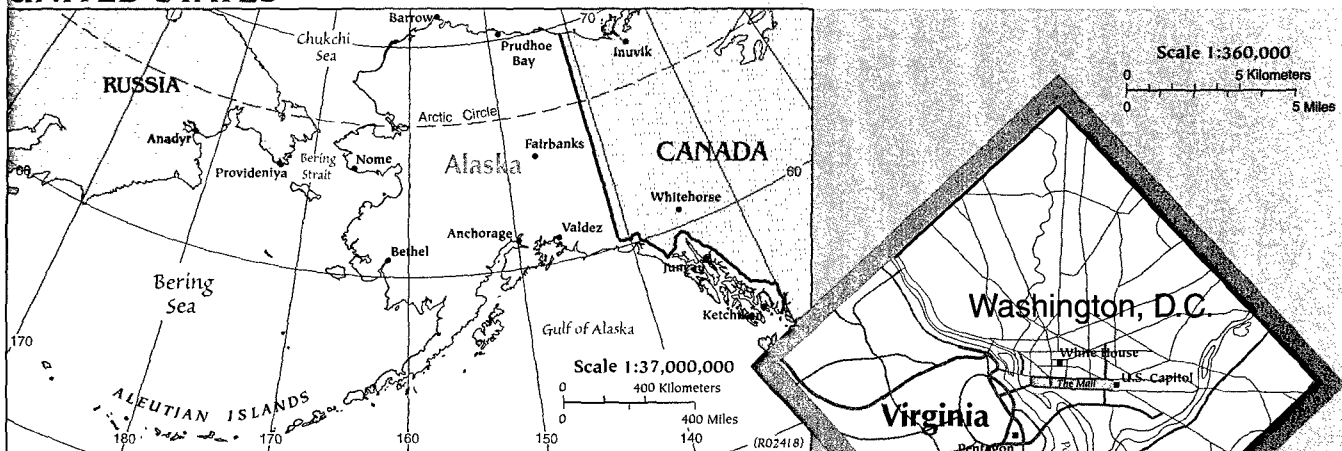 UNITED STATES
Barrow
70
Chukchi
Sea
Prudhoe
Bay
Inuvik
Scale 1:360,000
0 5 Kilometers
0 5 Miles
RUSSIA
Arctic Circle
Anadyr
Provideniya
Bering
Strait
Nome
Alaska
Fairbanks
CANADA
60
60
Whitehorse
Anchorage
Valdez
Bethel
Juneau
Bering
Sea
Ketchikan
Gulf of Alaska
170
Scale 1:37,000,000
0 400 Kilometers
0 400 Miles
ALEUTIAN ISLANDS
180
170
160
150
140
(R02418)
Washington, D.C.
White House
The Mall
U.S. Capitol
Virginia
Pentagon